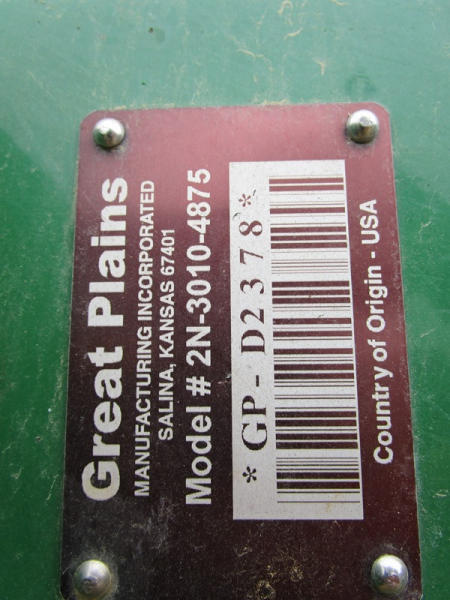 Great Plains
MANUFACTURING INCORPORATED
SALINA, KANSAS 67401
Model # 2N-3010-4875
*GP-D2378*
Country of Origin - USA